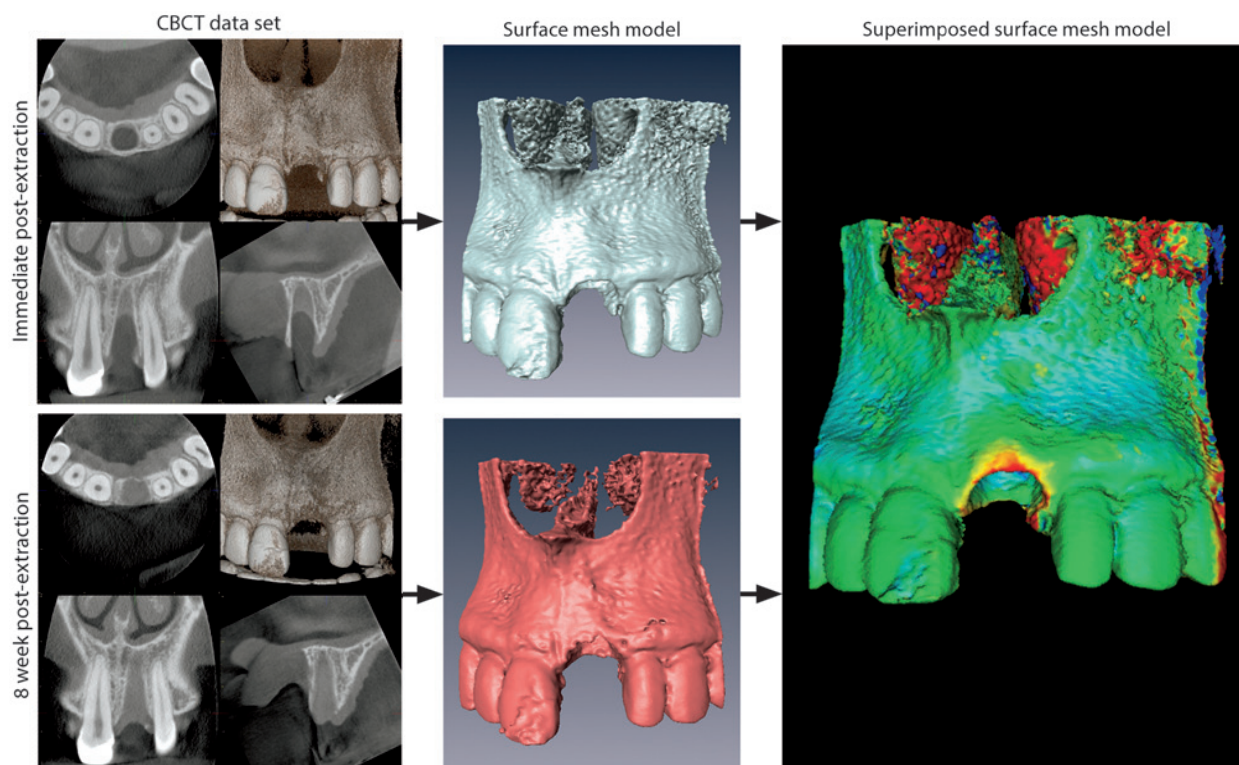 CBCT data set
Surface mesh model
Superimposed surface mesh model
Immediate post-extraction
8 week post-extraction